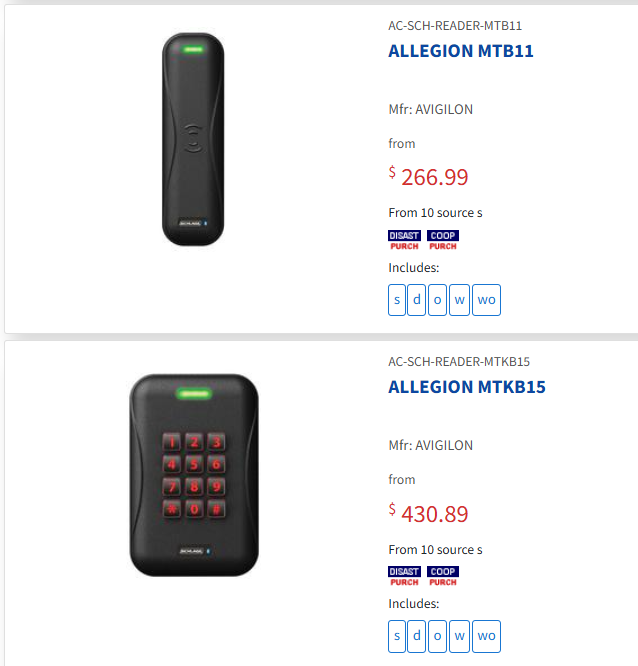 AC-SCH-READER-MTB11
ALLEGION MTB11
Mfr: AVIGILON
from
$ 266.99
From 10 source s
DISAST PURCH COOP PURCH
Includes:
s d o w wo
SCHLAGE
AC-SCH-READER-MTKB15
ALLEGION MTKB15
Mfr: AVIGILON
from
$ 430.89
From 10 source s
DISAST PURCH COOP PURCH
Includes:
s d o w wo
1 2 3
4 5 6
7 8 9
* 0 #
SCHLAGE